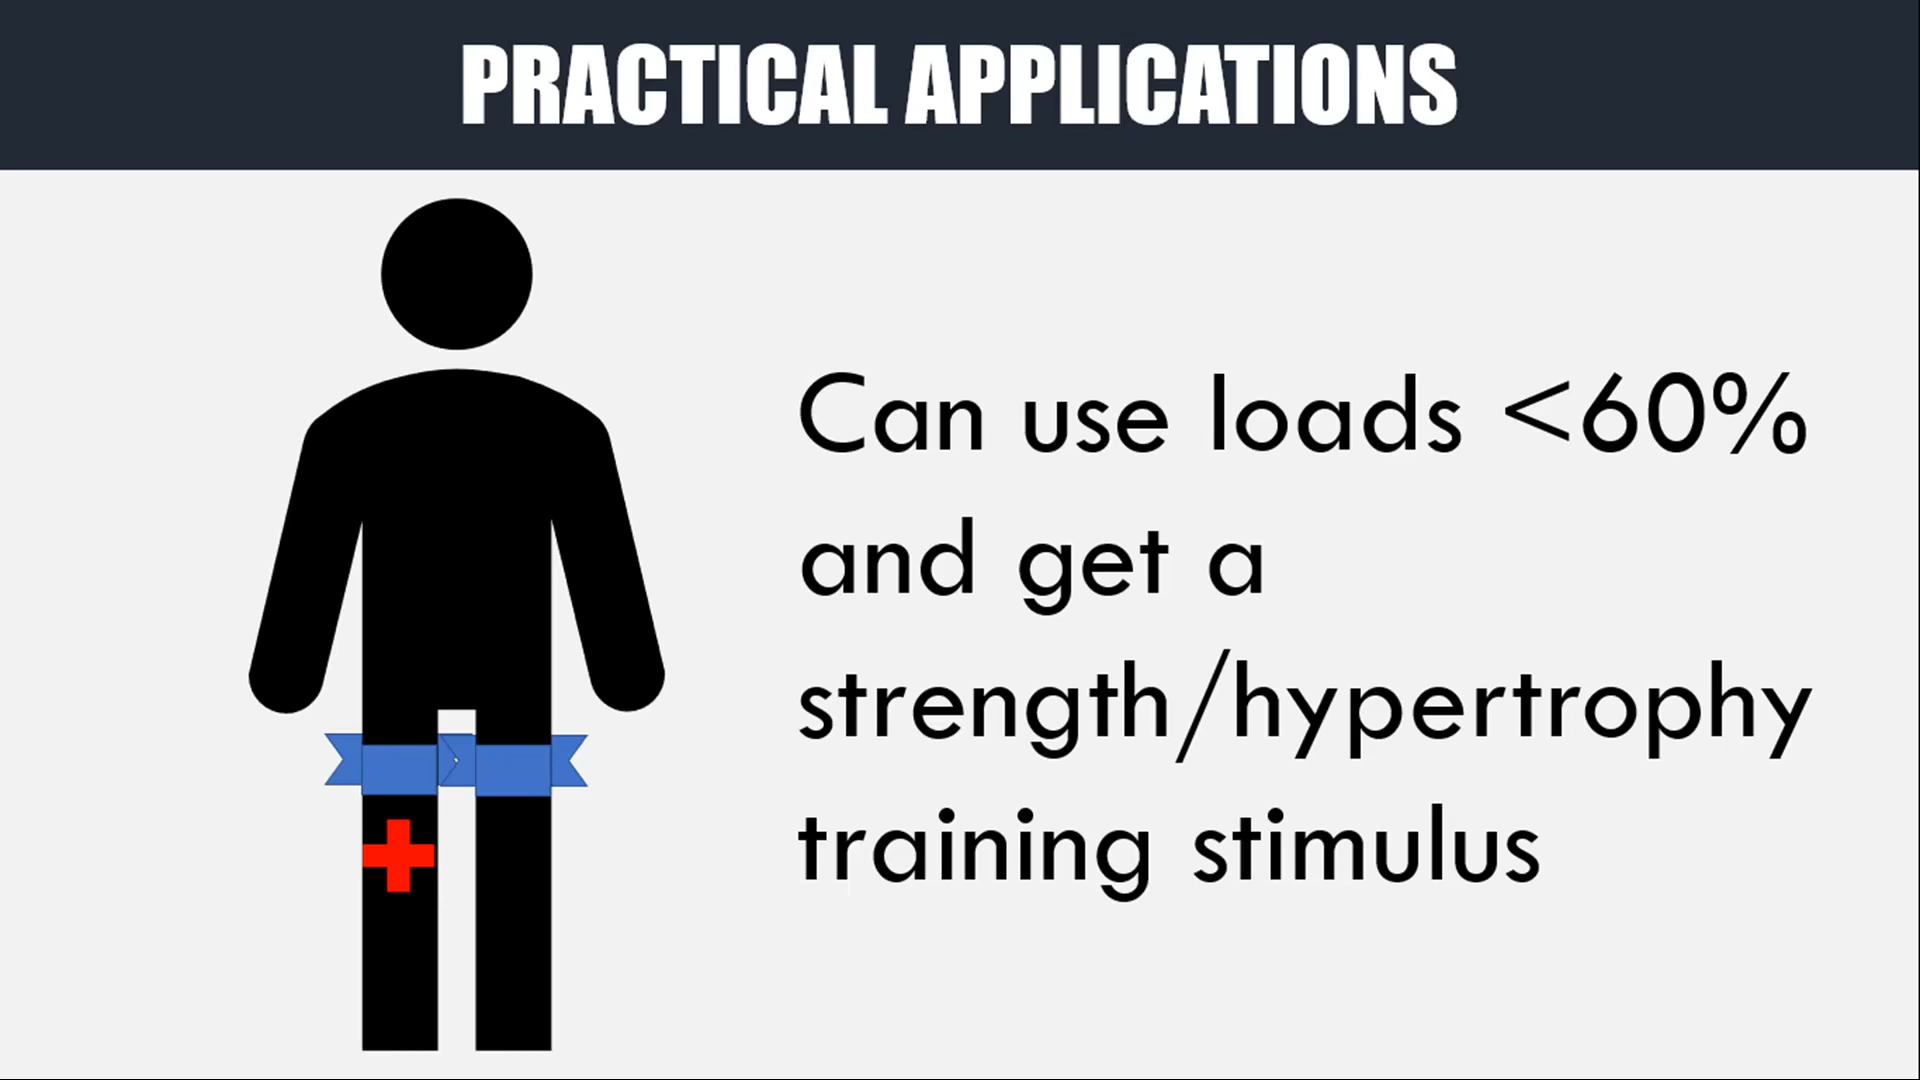 PRACTICAL APPLICATIONS
Can use loads <60%
and get a
strength/hypertrophy
training stimulus